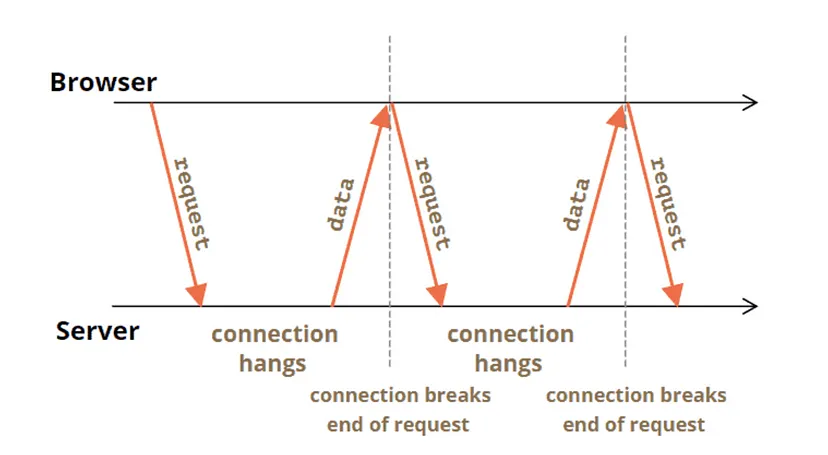 Browser
request
data
request
data
request
Server
connection
hangs
connection
hangs
connection breaks
end of request
connection breaks
end of request